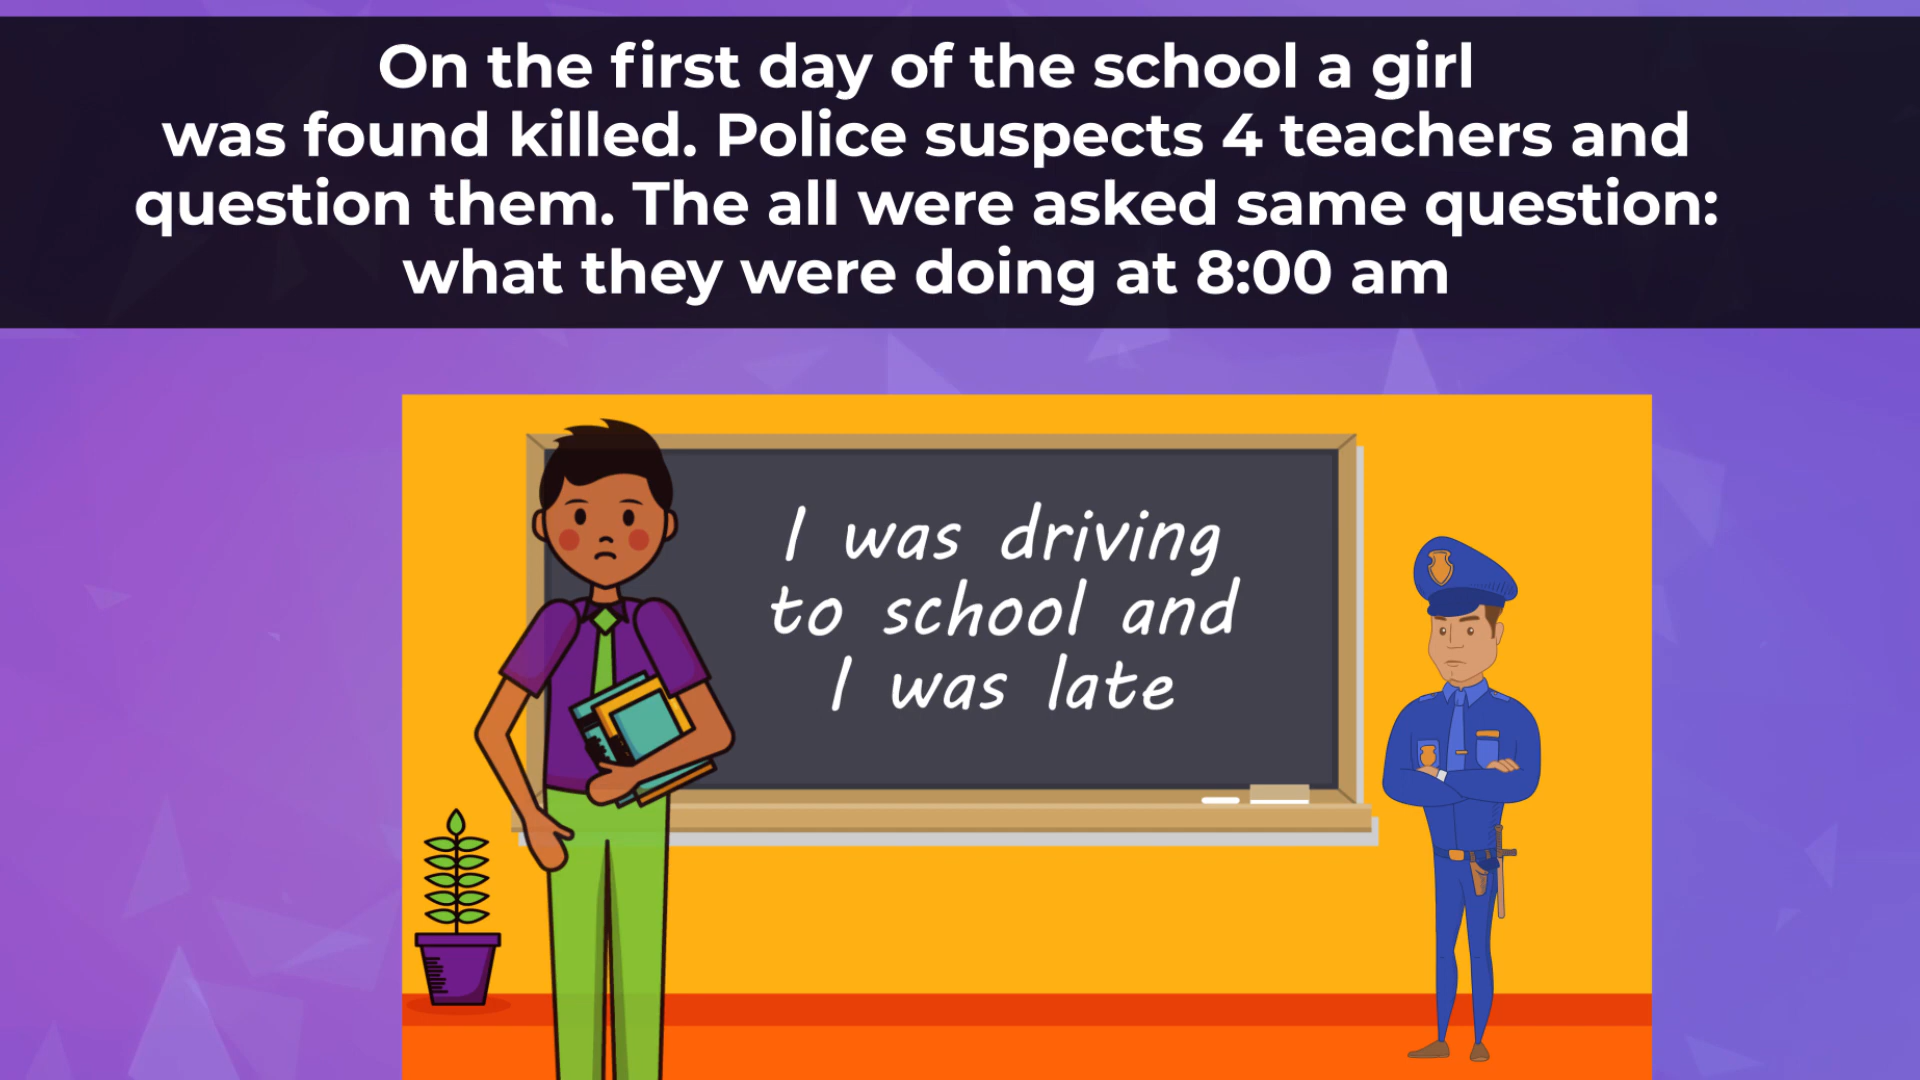 On the first day of the school a girl
was found killed. Police suspects 4 teachers and
question them. The all were asked same question:
what they were doing at 8:00 am
I was driving
to school and
I was late